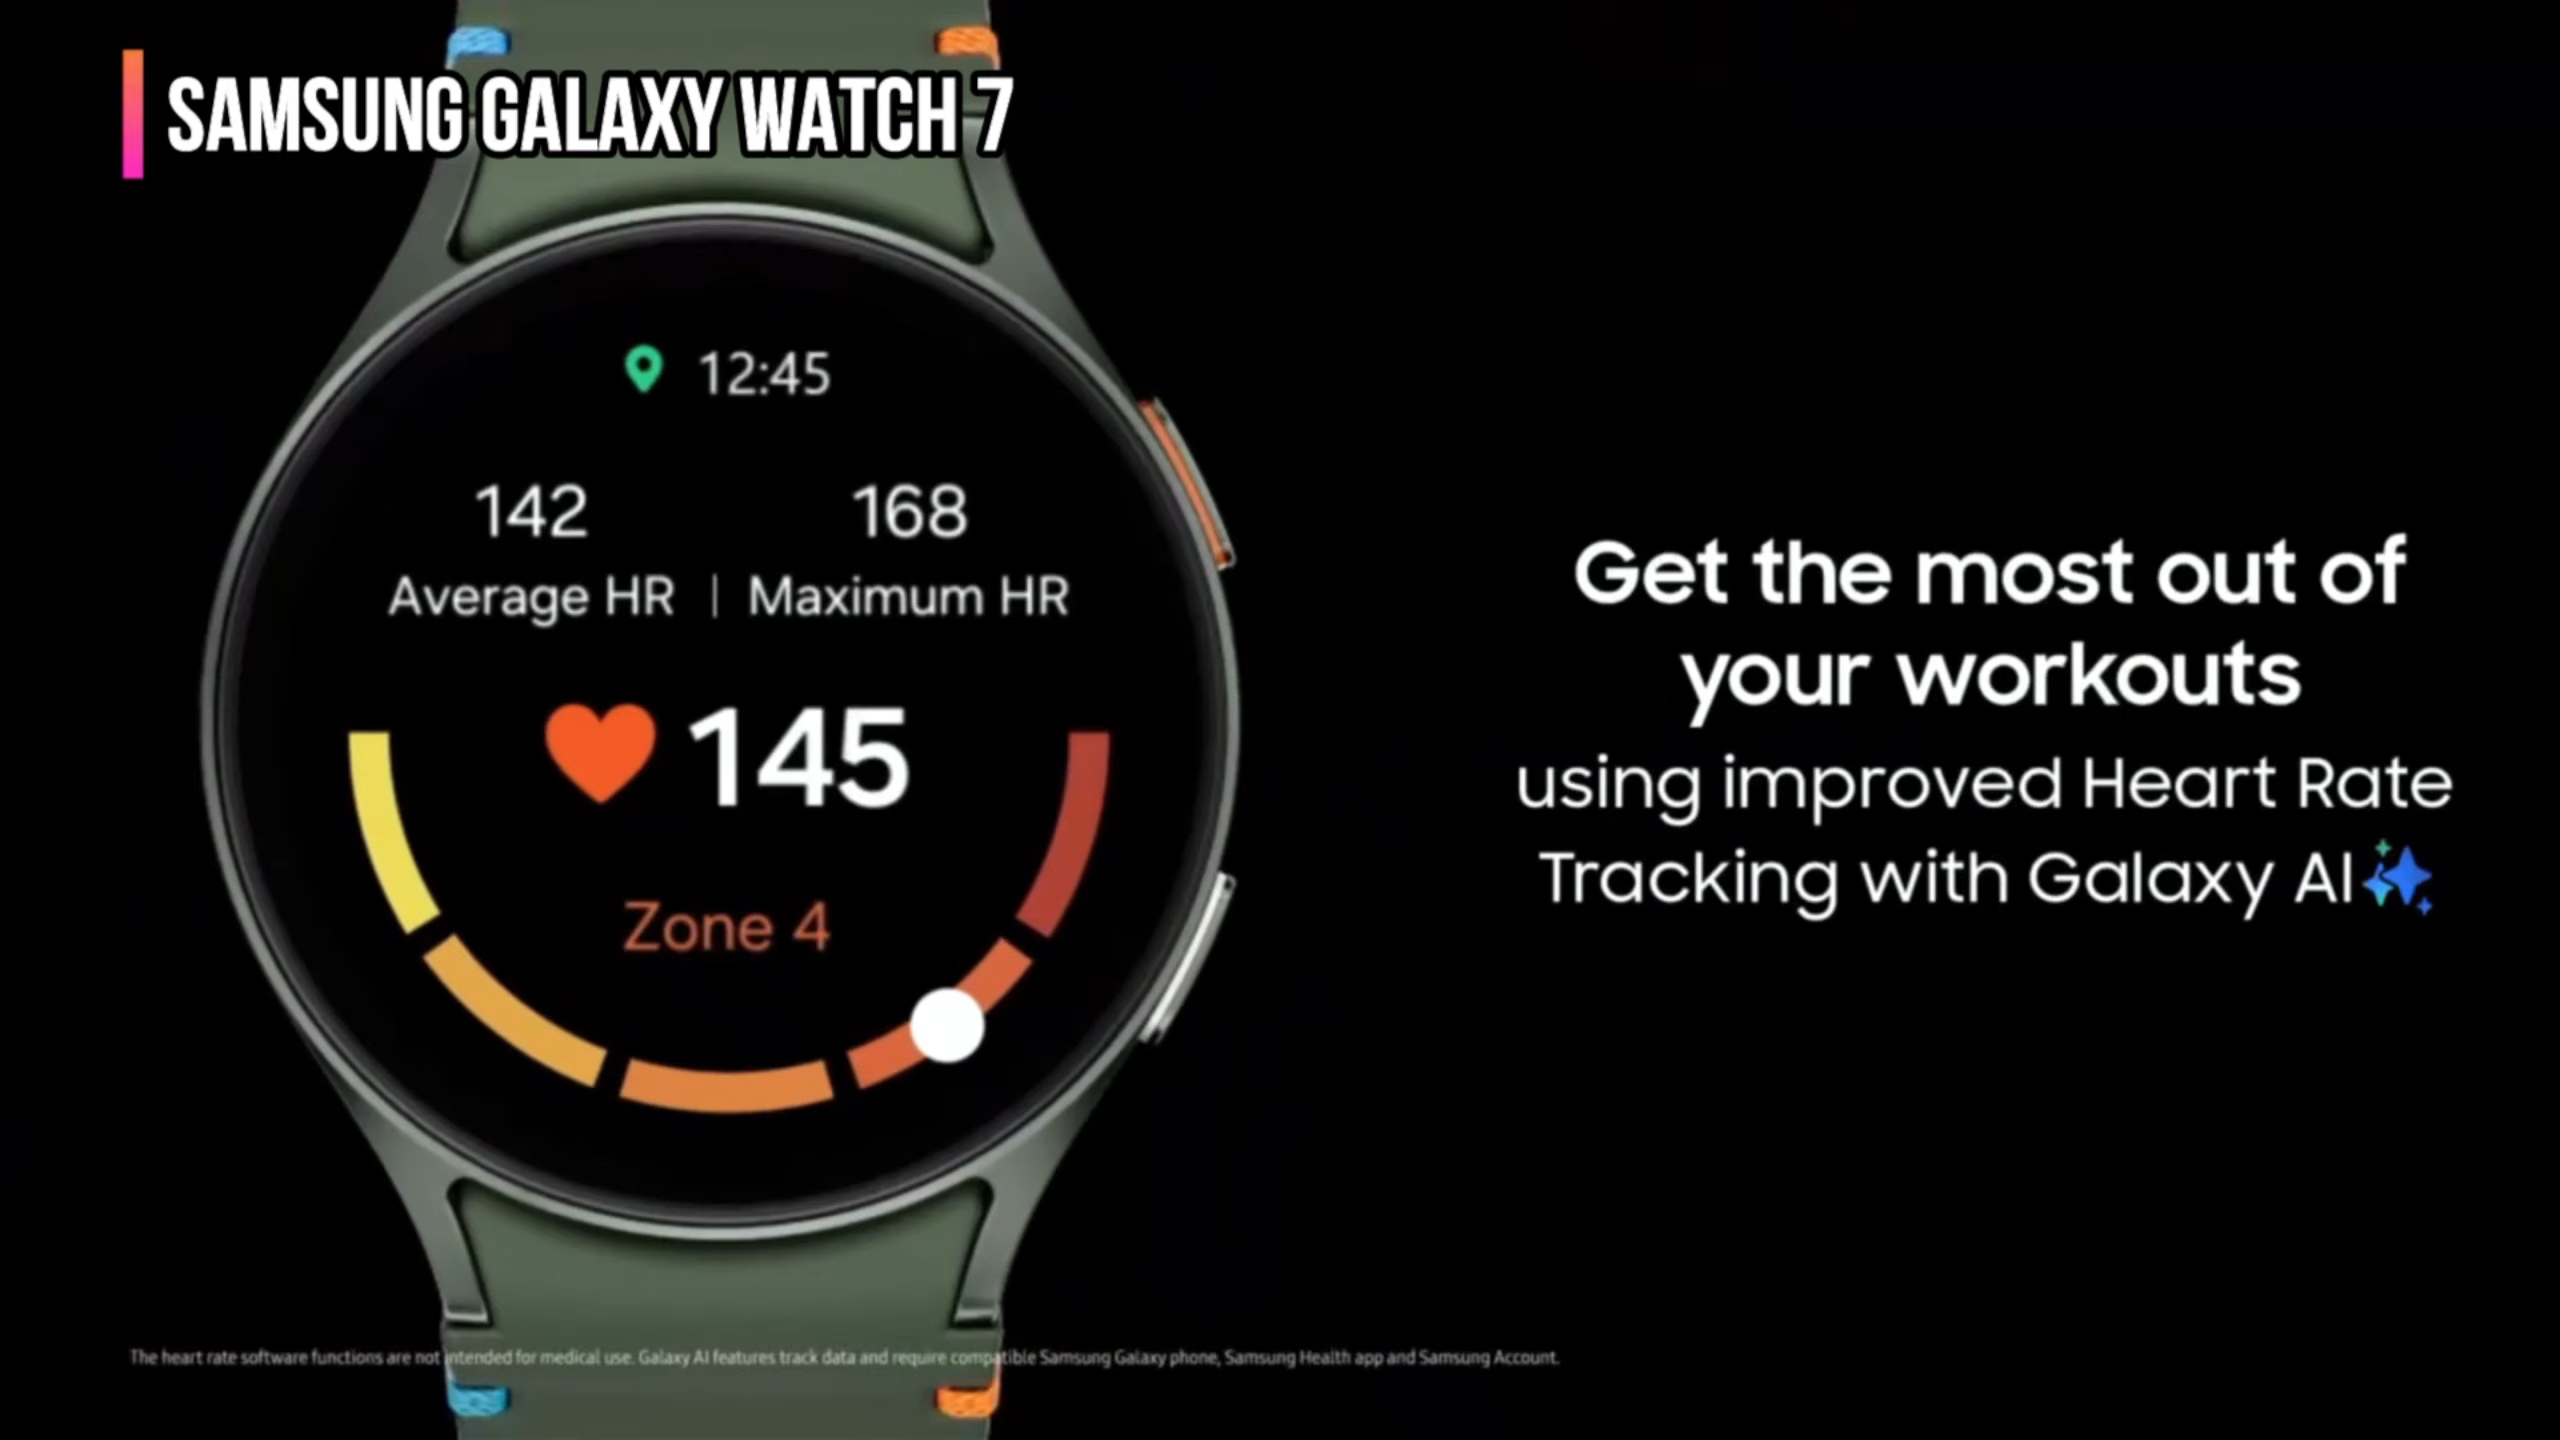 SAMSUNG GALAXY WATCH 7
12:45
142 168
Average HR | Maximum HR
145
Zone 4
Get the most out of
your workouts
using improved Heart Rate
Tracking with Galaxy AI
The heart rate software functions are not intended for medical use. Galaxy AI features track data and require compatible Samsung Galaxy phone, Samsung Health app and Samsung Account.